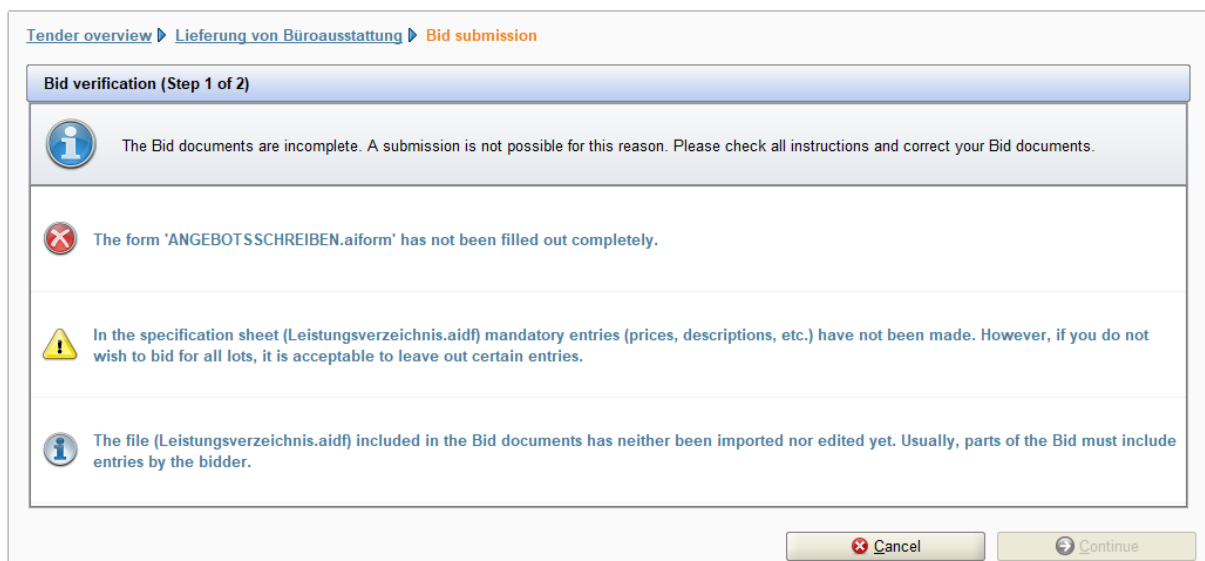 Tender overview Lieferung von Büroausstattung Bid submission
Bid verification (Step 1 of 2)
The Bid documents are incomplete. A submission is not possible for this reason. Please check all instructions and correct your Bid documents.
The form 'ANGEBOTSSCHREIBEN.aiform' has not been filled out completely.
In the specification sheet (Leistungsverzeichnis.aidf) mandatory entries (prices, descriptions, etc.) have not been made. However, if you do not
wish to bid for all lots, it is acceptable to leave out certain entries.
The file (Leistungsverzeichnis.aidf) included in the Bid documents has neither been imported nor edited yet. Usually, parts of the Bid must include
entries by the bidder.
Cancel Continue